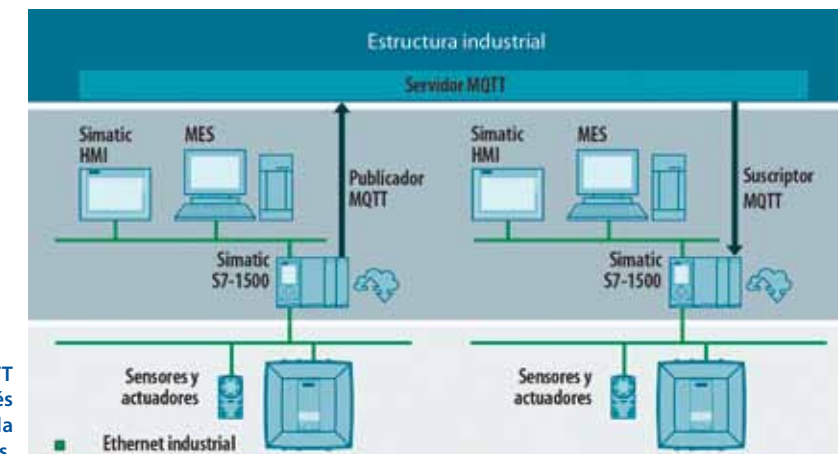 Estructura industrial
Servidor MQTT
Simatic
HMI
MES
Publicador
MQTT
Simatic
S7-1500
Simatic
HMI
MES
Suscriptor
MQTT
Simatic
S7-1500
Sensores y
actuadores
Sensores y
actuadores
Ethernet industrial